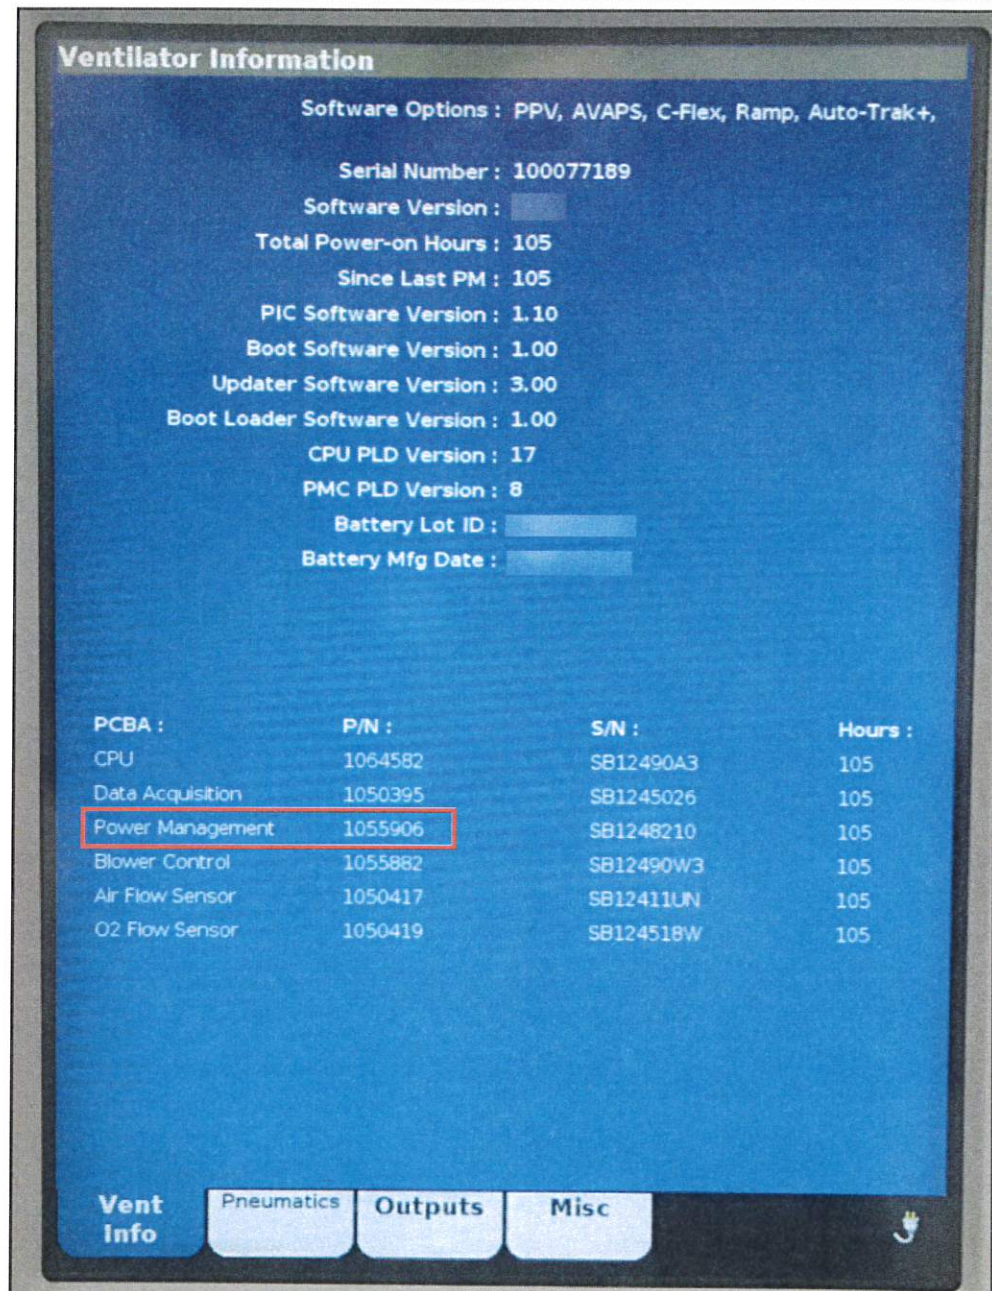 Ventilator Information
Software Options : PPV, AVAPS, C-Flex, Ramp, Auto-Trak+,
Serial Number : 100077189
Software Version :
Total Power-on Hours : 105
Since Last PM : 105
PIC Software Version : 1.10
Boot Software Version : 1.00
Updater Software Version : 3.00
Boot Loader Software Version : 1.00
CPU PLD Version : 17
PMC PLD Version : 8
Battery Lot ID :
Battery Mfg Date :
PCBA : P/N : S/N : Hours :
CPU 1064582 SB12490A3 105
Data Acquisition 1050395 SB1245026 105
Power Management 1055906 SB1248210 105
Blower Control 1055882 SB12490W3 105
Air Flow Sensor 1050417 SB12411UN 105
O2 Flow Sensor 1050419 SB124518W 105
Vent Info Pneumatics Outputs Misc